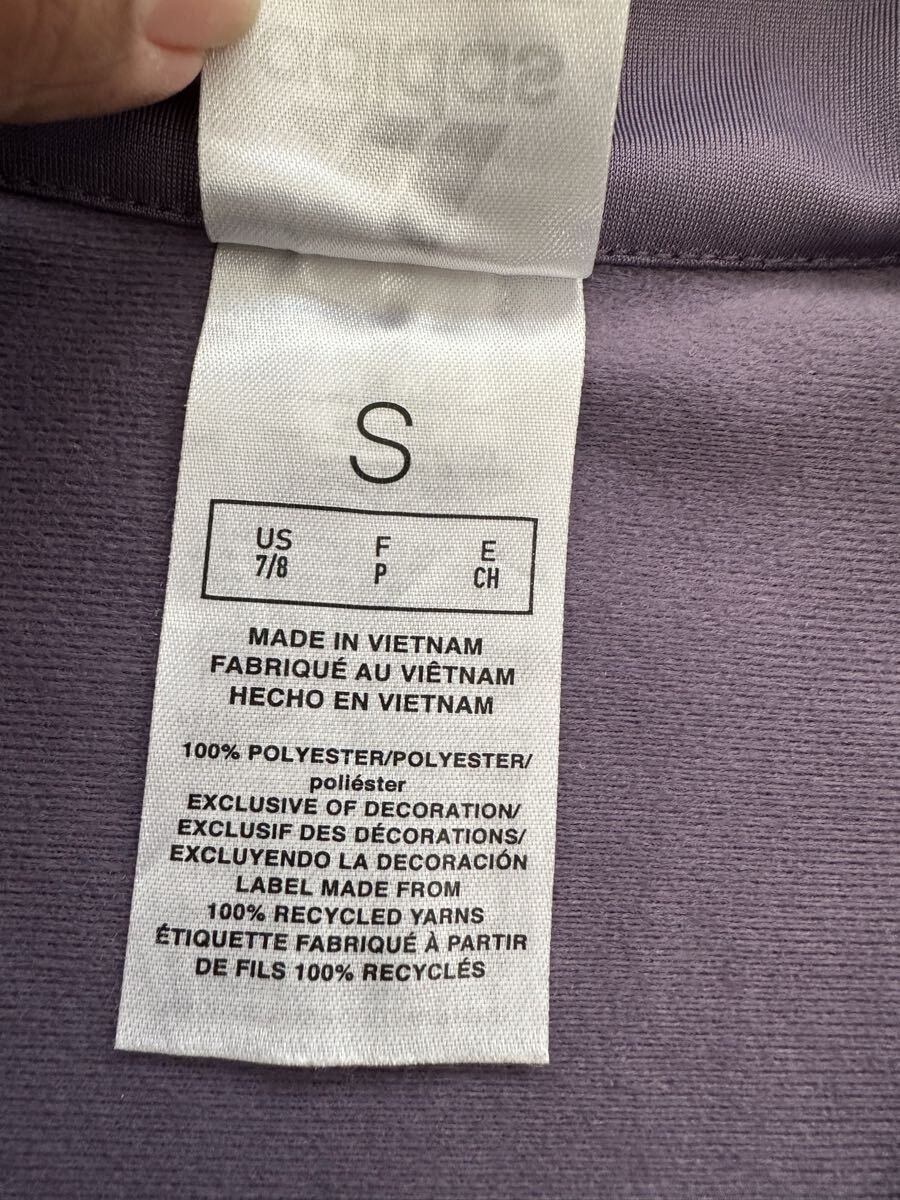 S
US F E
7/8 P CH
MADE IN VIETNAM
FABRIQUÉ AU VIÊTNAM
HECHO EN VIETNAM
100% POLYESTER/POLYESTER/
poliéster
EXCLUSIVE OF DECORATION/
EXCLUSIF DES DÉCORATIONS/
EXCLUYENDO LA DECORACIÓN
LABEL MADE FROM
100% RECYCLED YARNS
ÉTIQUETTE FABRIQUÉ À PARTIR
DE FILS 100% RECYCLÉS